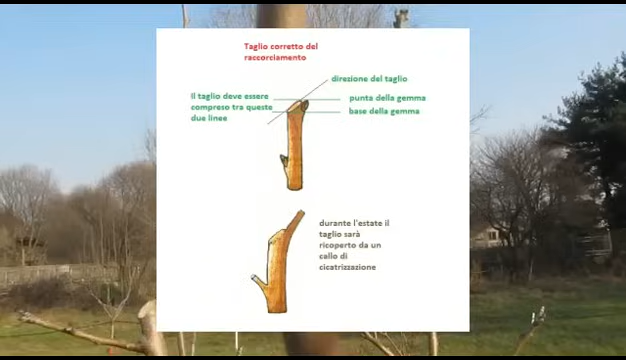 Taglio corretto del
raccorciamento
direzione del taglio
Il taglio deve essere
compreso tra queste
due linee
punta della gemma
base della gemma
durante l'estate il
taglio sarà
ricoperto da un
callo di
cicatrizzazione